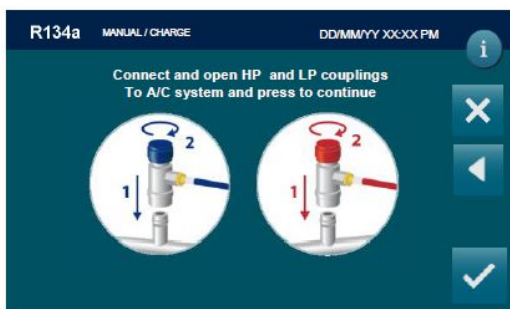 R134a MANUAL / CHARGE DD/MM/YY XX:XX PM
i
Connect and open HP and LP couplings
To A/C system and press to continue
2
1
2
1